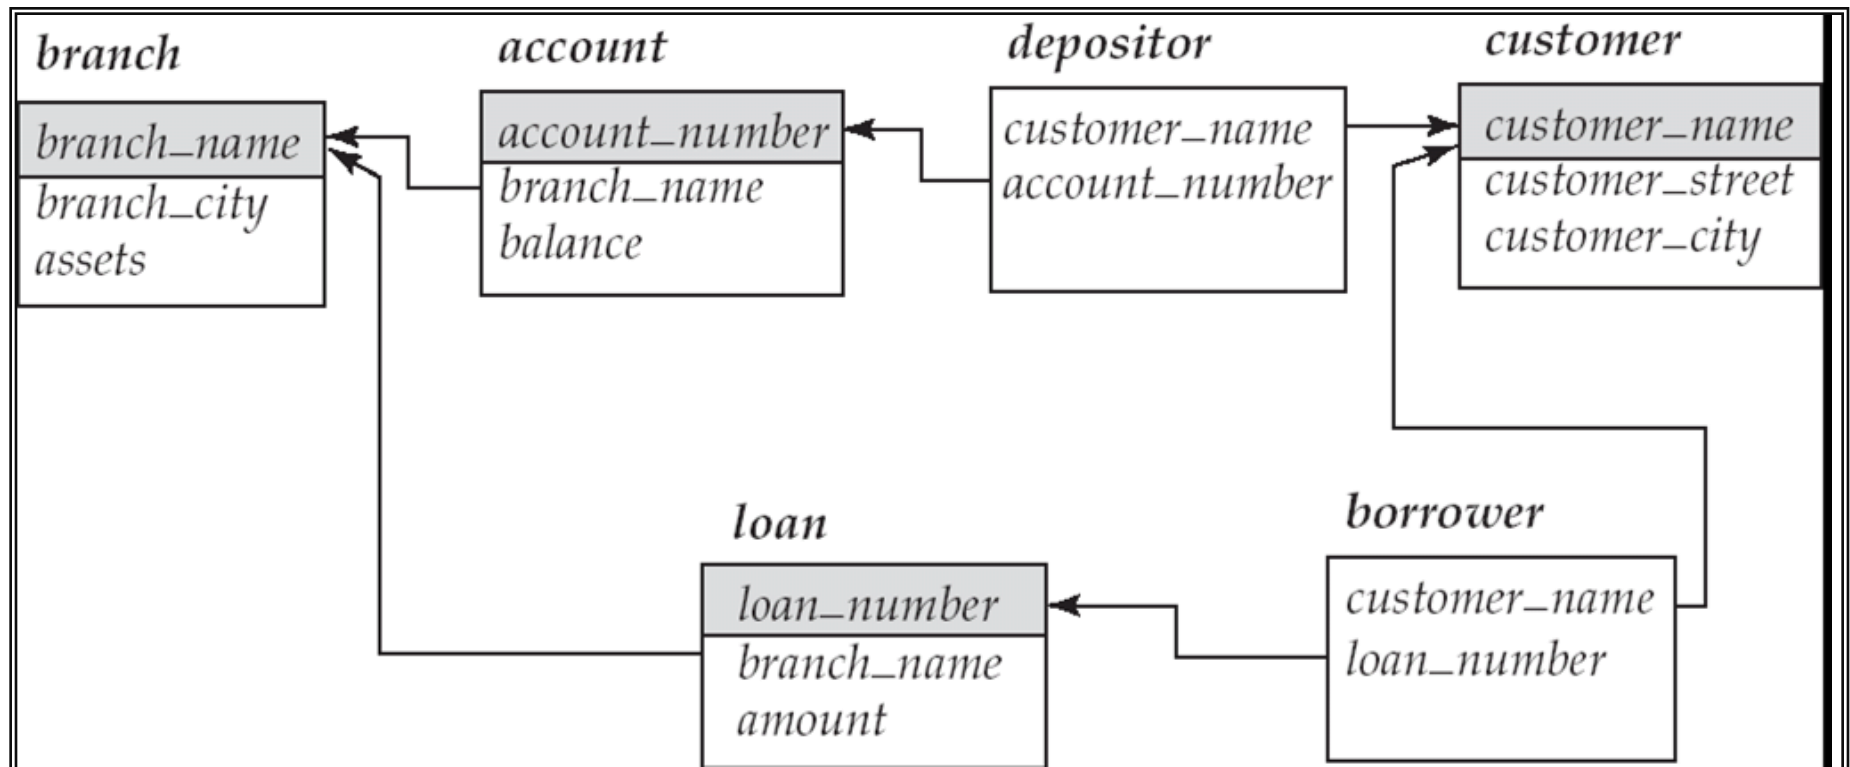 branch
branch_name
branch_city
assets
account
account_number
branch_name
balance
depositor
customer_name
account_number
customer
customer_name
customer_street
customer_city
loan
loan_number
branch_name
amount
borrower
customer_name
loan_number